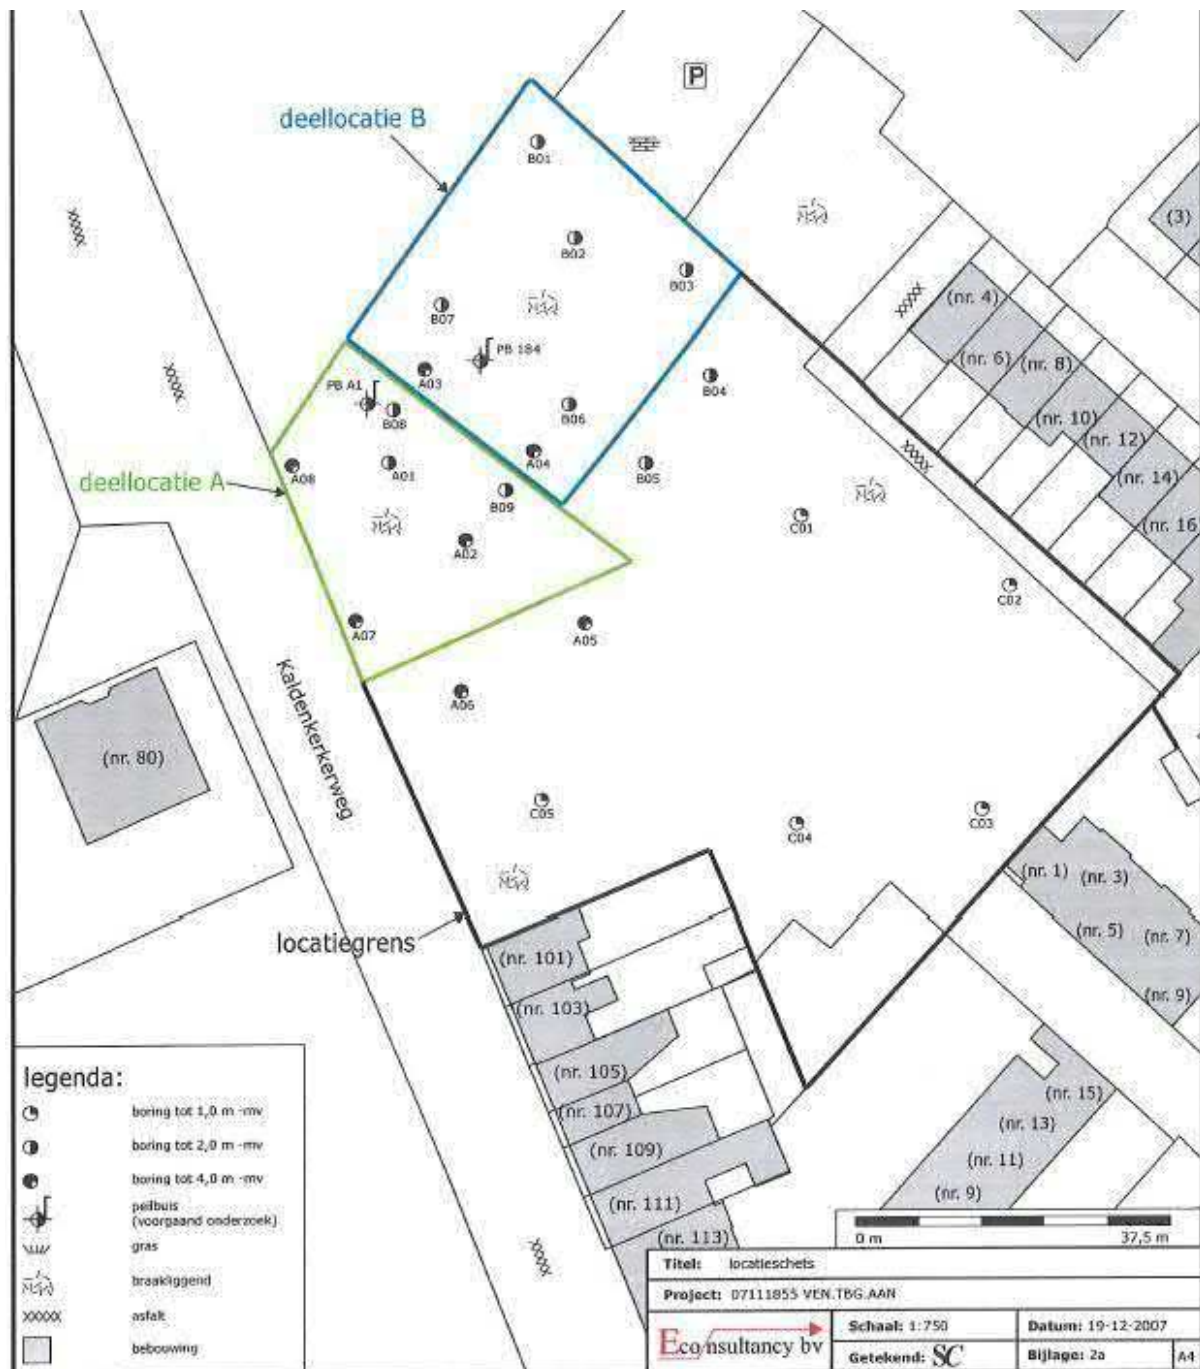 P
deellocatie B
B01
B02
B03
(3)
(nr. 4)
XXXXX
XXXXX
B07
PB 184
(nr. 6)
(nr. 8)
A03
B04
XXXXX
PB A1
B08
B06
(nr. 10)
(nr. 12)
A04
XXXXX
deellocatie A
A08
A01
B05
(nr. 14)
B09
C01
(nr. 16
A02
C02
A07
A05
Kaldenkerkerweg
A06
(nr. 80)
C05
C04
C03
(nr. 1)
(nr. 3)
locatiegrens
(nr. 5)
(nr. 7)
(nr. 101)
(nr. 9)
(nr. 103)
(nr. 105)
(nr. 107)
(nr. 15)
(nr. 13)
(nr. 109)
(nr. 11)
(nr. 9)
(nr. 111)
(nr. 113)
XXXXX
legenda:
boring tot 1,0 m -mv
boring tot 2,0 m -mv
boring tot 4,0 m -mv
peilbuis
(voorgaand onderzoek)
gras
braakliggend
XXXXX asfalt
bebouwing
0 m 37,5 m
Titel: locatieschets
Project: 07111855 VEN.TBG.AAN
Econsultancy bv
Schaal: 1:750
Datum: 19-12-2007
Getekend: SC
Bijlage: 2a
A4